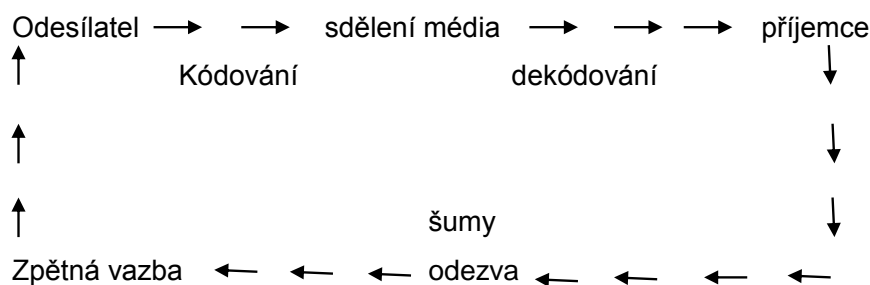 Odesílatel sdělení média příjemce
Kódování dekódování
šumy
Zpětná vazba odezva